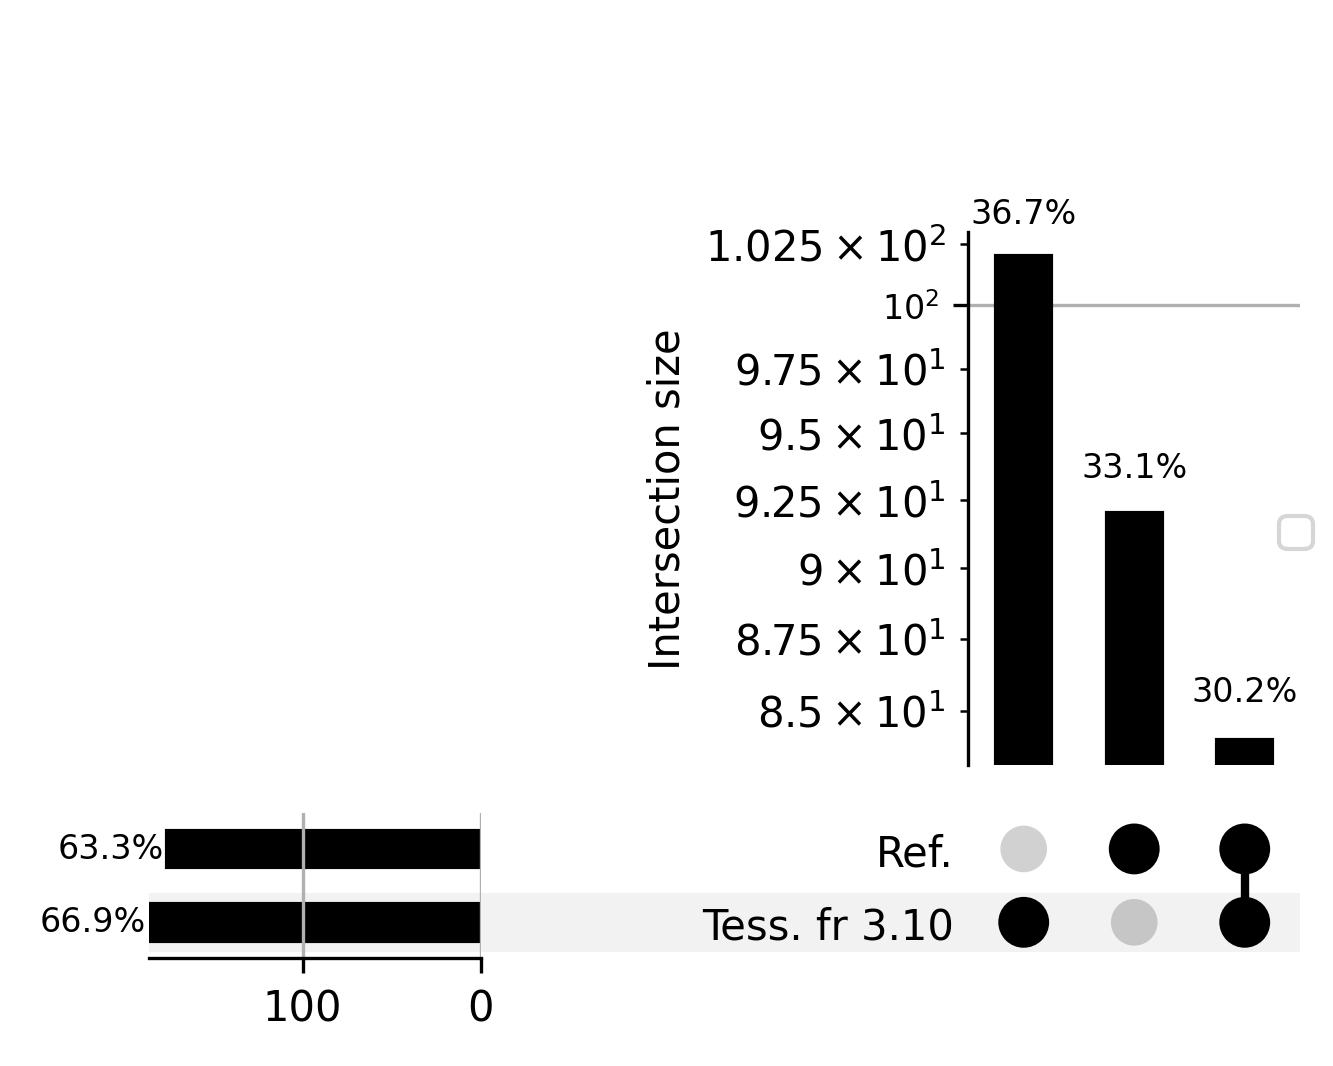 36.7%
1.025 × 10²
10²
9.75 × 10¹
9.5 × 10¹
33.1%
9.25 × 10¹
9 × 10¹
8.75 × 10¹
30.2%
8.5 × 10¹
Intersection size
63.3%
Ref.
66.9%
Tess. fr 3.10
100 0